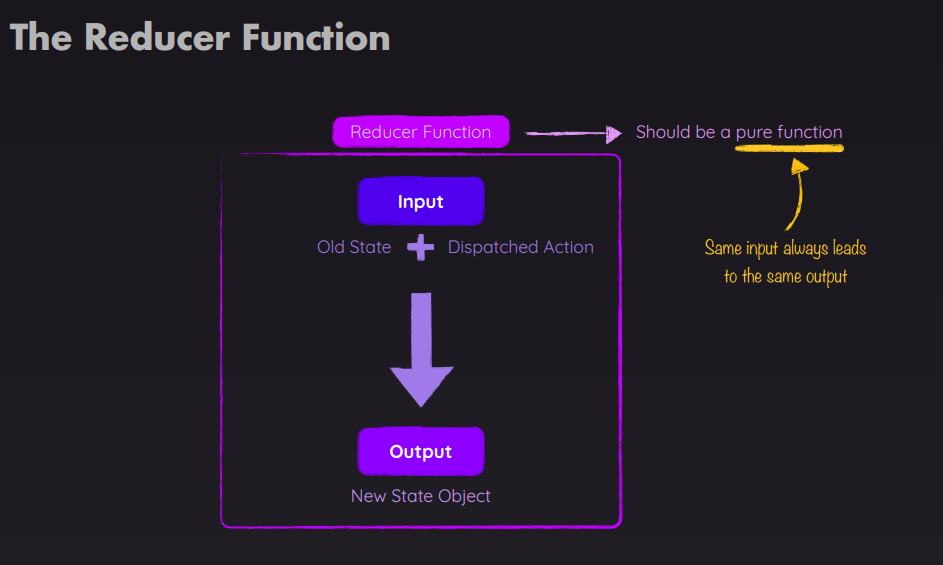 The Reducer Function
Reducer Function
Should be a pure function
Input
Old State
Dispatched Action
Same input always leads
to the same output
Output
New State Object